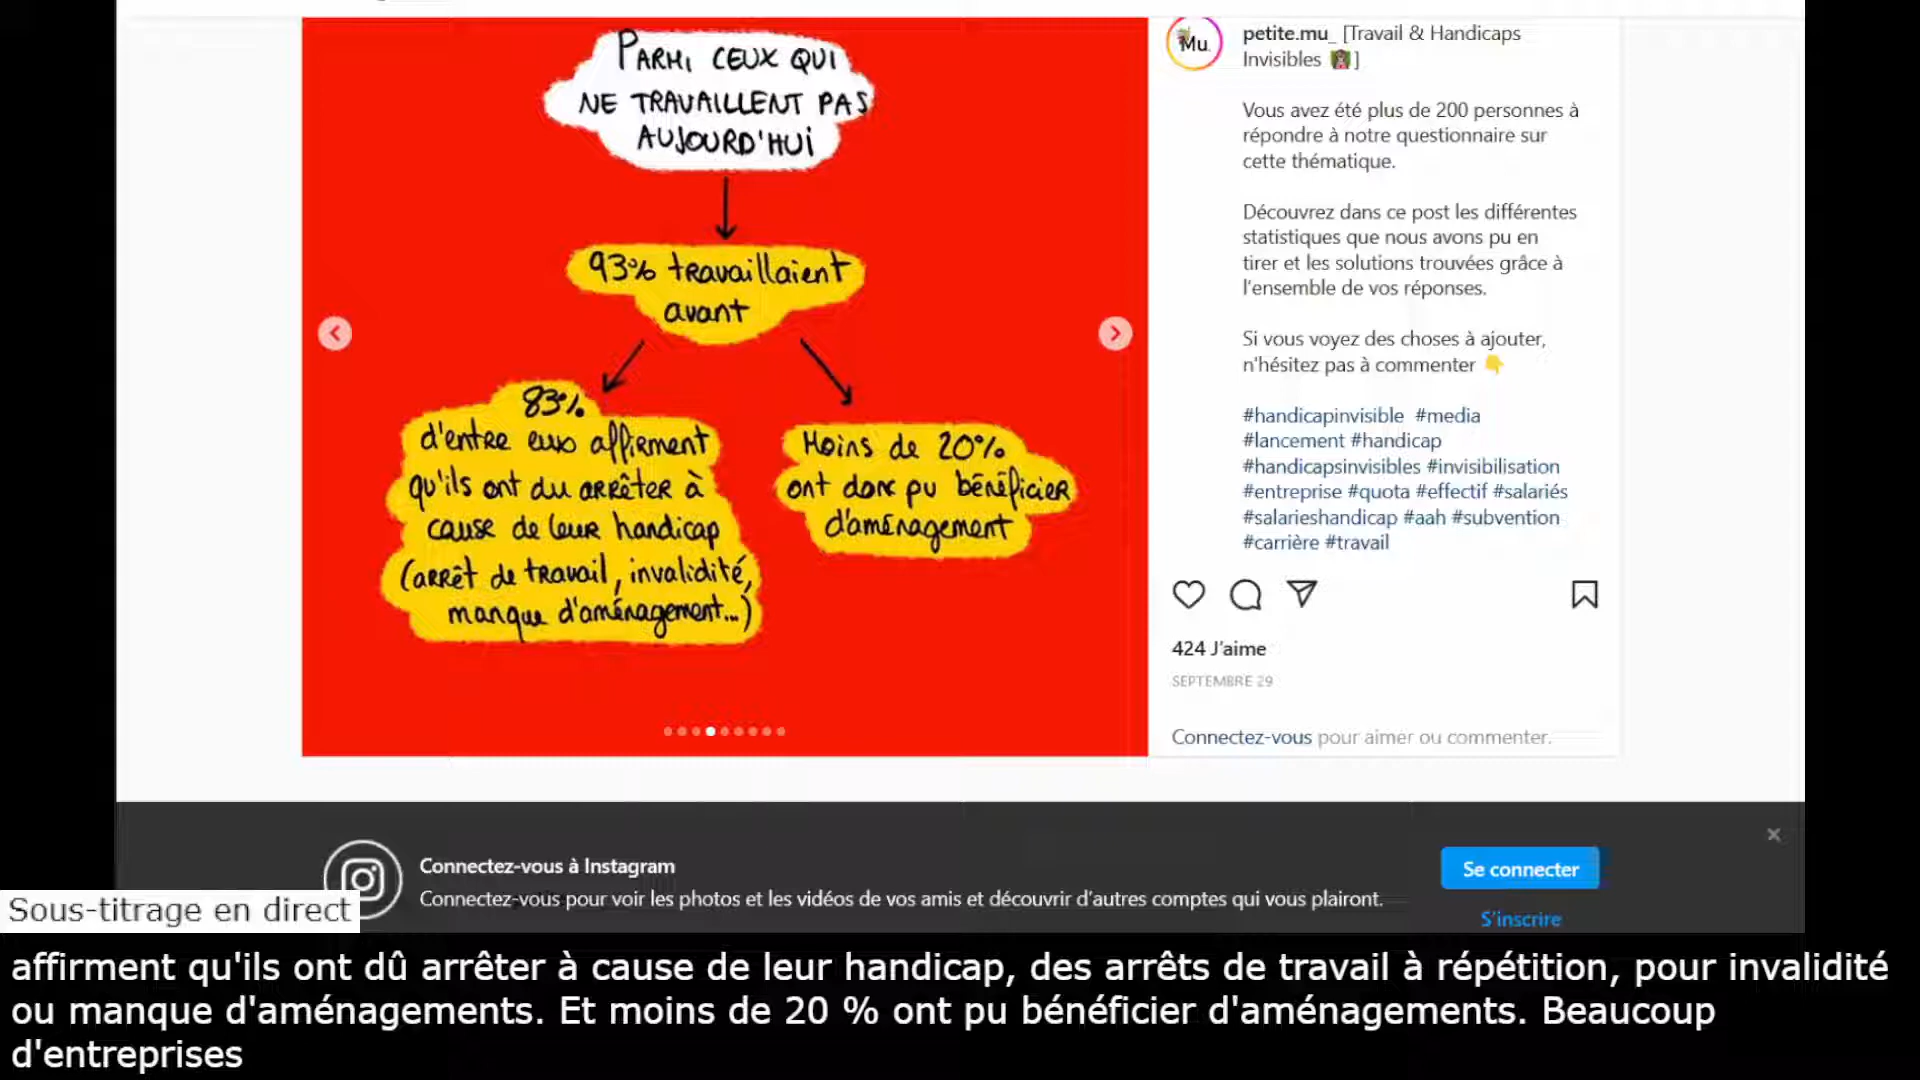 PARMI CEUX QUI
NE TRAVAILLENT PAS
AUJOURD'HUI
93% travaillaient
avant
83%
d'entre eux affirment
qu'ils ont du arrêter à
cause de leur handicap
(arrêt de travail, invalidité,
manque d'aménagement...)
Moins de 20%
ont donc pu bénéficier
d'aménagement
Mu.
petite.mu_ [Travail & Handicaps
Invisibles ]
Vous avez été plus de 200 personnes à
répondre à notre questionnaire sur
cette thématique.
Découvrez dans ce post les différentes
statistiques que nous avons pu en
tirer et les solutions trouvées grâce à
l'ensemble de vos réponses.
Si vous voyez des choses à ajouter,
n'hésitez pas à commenter 👇
#handicapinvisible #media
#lancement #handicap
#handicapsinvisibles #invisibilisation
#entreprise #quota #effectif #salariés
#salarieshandicap #aah #subvention
#carrière #travail
424 J'aime
SEPTEMBRE 29
Connectez-vous pour aimer ou commenter.
Connectez-vous à Instagram
Connectez-vous pour voir les photos et les vidéos de vos amis et découvrir d'autres comptes qui vous plairont.
Se connecter
S'inscrire
Sous-titrage en direct
affirment qu'ils ont dû arrêter à cause de leur handicap, des arrêts de travail à répétition, pour invalidité
ou manque d'aménagements. Et moins de 20 % ont pu bénéficier d'aménagements. Beaucoup
d'entreprises